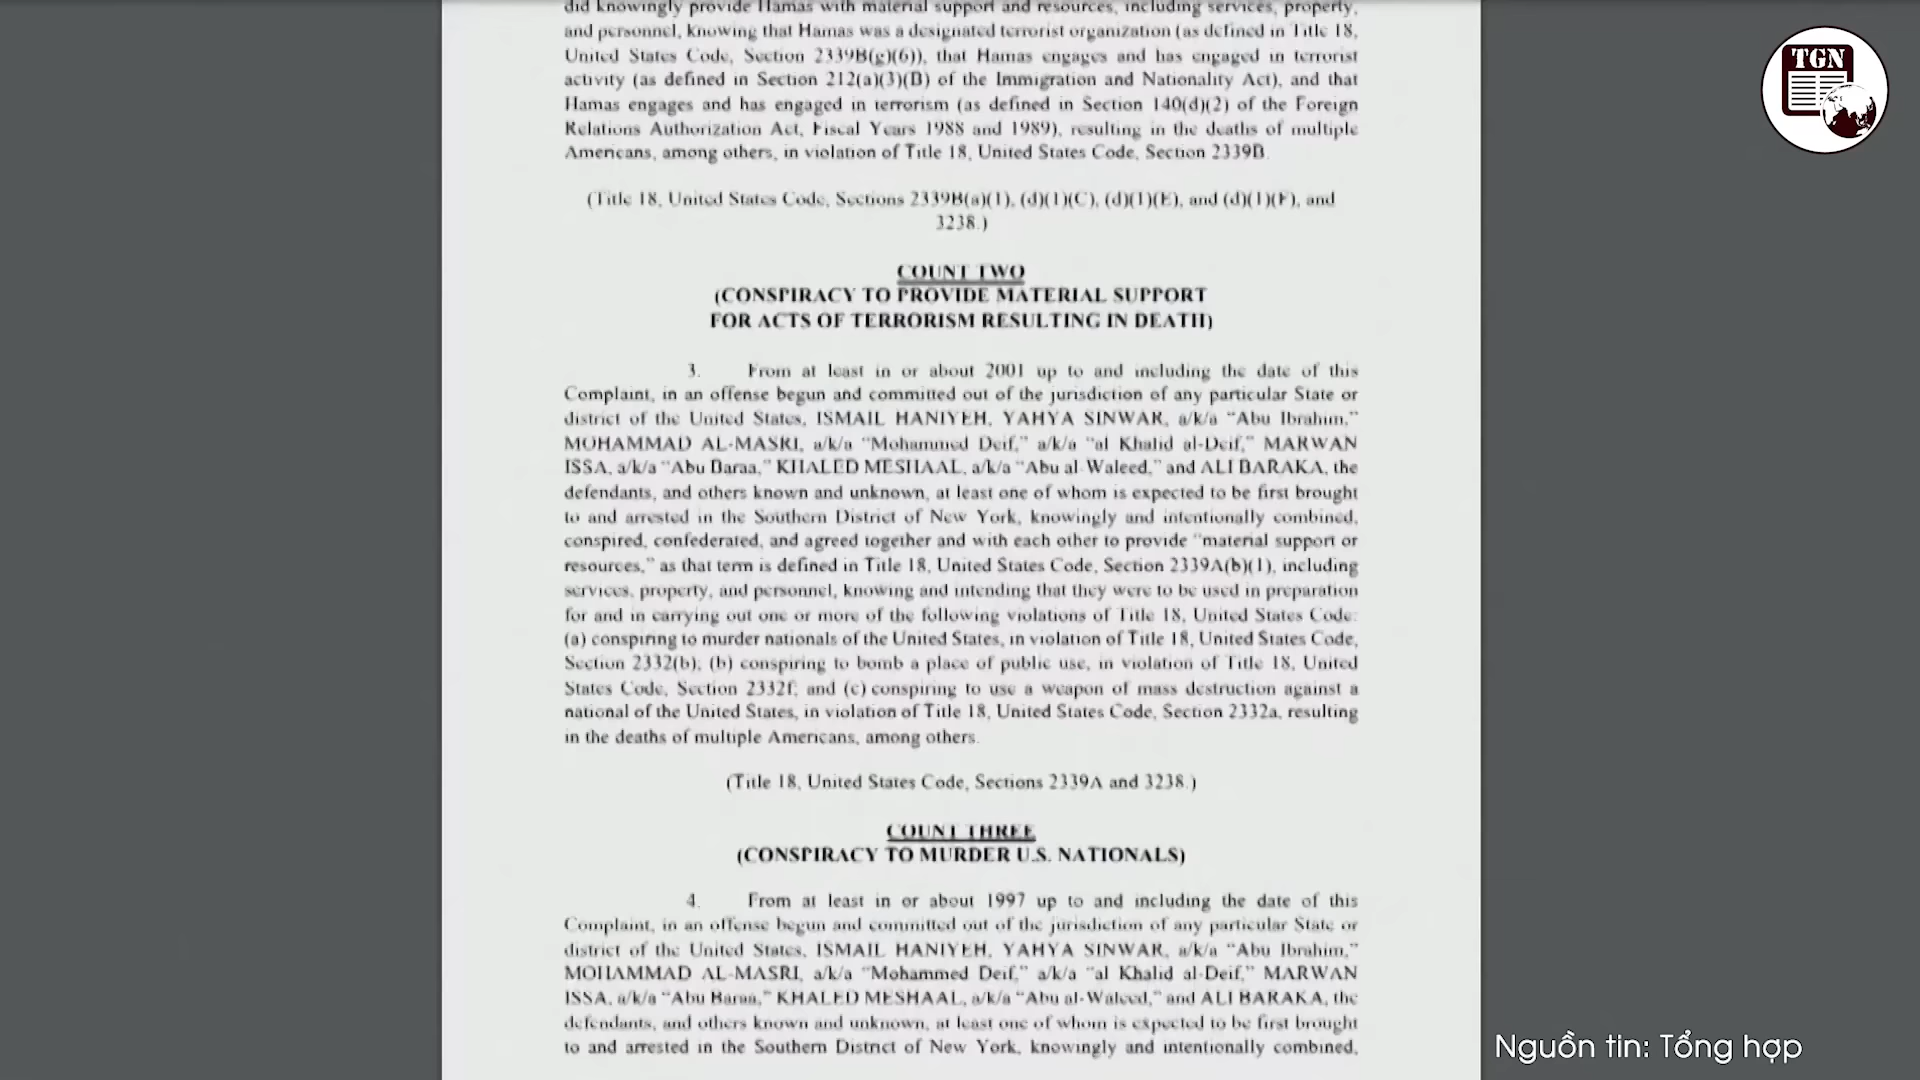 did knowingly provide Hamas with material support and resources, including services, property,
and personnel, knowing that Hamas was a designated terrorist organization (as defined in Title 18,
United States Code, Section 2339B(g)(6)), that Hamas engages and has engaged in terrorist
activity (as defined in Section 212(a)(3)(B) of the Immigration and Nationality Act), and that
Hamas engages and has engaged in terrorism (as defined in Section 140(d)(2) of the Foreign
Relations Authorization Act, Fiscal Years 1988 and 1989), resulting in the deaths of multiple
Americans, among others, in violation of Title 18, United States Code, Section 2339B.
(Title 18, United States Code, Sections 2339B(a)(1), (d)(1)(C), (d)(1)(E), and (d)(1)(F), and
3238.)
COUNT TWO
(CONSPIRACY TO PROVIDE MATERIAL SUPPORT
FOR ACTS OF TERRORISM RESULTING IN DEATH)
3. From at least in or about 2001 up to and including the date of this
Complaint, in an offense begun and committed out of the jurisdiction of any particular State or
district of the United States, ISMAIL HANIYEH, YAHYA SINWAR, a/k/a “Abu Ibrahim,”
MOHAMMAD AL-MASRI, a/k/a “Mohammed Deif,” a/k/a “al Khalid al-Deif,” MARWAN
ISSA, a/k/a “Abu Baraa,” KHALED MESHAAL, a/k/a “Abu al-Waleed,” and ALI BARAKA, the
defendants, and others known and unknown, at least one of whom is expected to be first brought
to and arrested in the Southern District of New York, knowingly and intentionally combined,
conspired, confederated, and agreed together and with each other to provide “material support or
resources,” as that term is defined in Title 18, United States Code, Section 2339A(b)(1), including
services, property, and personnel, knowing and intending that they were to be used in preparation
for and in carrying out one or more of the following violations of Title 18, United States Code:
(a) conspiring to murder nationals of the United States, in violation of Title 18, United States Code,
Section 2332(b); (b) conspiring to bomb a place of public use, in violation of Title 18, United
States Code, Section 2332f; and (c) conspiring to use a weapon of mass destruction against a
national of the United States, in violation of Title 18, United States Code, Section 2332a, resulting
in the deaths of multiple Americans, among others.
(Title 18, United States Code, Sections 2339A and 3238.)
COUNT THREE
(CONSPIRACY TO MURDER U.S. NATIONALS)
4. From at least in or about 1997 up to and including the date of this
Complaint, in an offense begun and committed out of the jurisdiction of any particular State or
district of the United States, ISMAIL HANIYEH, YAHYA SINWAR, a/k/a “Abu Ibrahim,”
MOHAMMAD AL-MASRI, a/k/a “Mohammed Deif,” a/k/a “al Khalid al-Deif,” MARWAN
ISSA, a/k/a “Abu Baraa,” KHALED MESHAAL, a/k/a “Abu al-Waleed,” and ALI BARAKA, the
defendants, and others known and unknown, at least one of whom is expected to be first brought
to and arrested in the Southern District of New York, knowingly and intentionally combined,
TGN
Nguồn tin: Tổng hợp